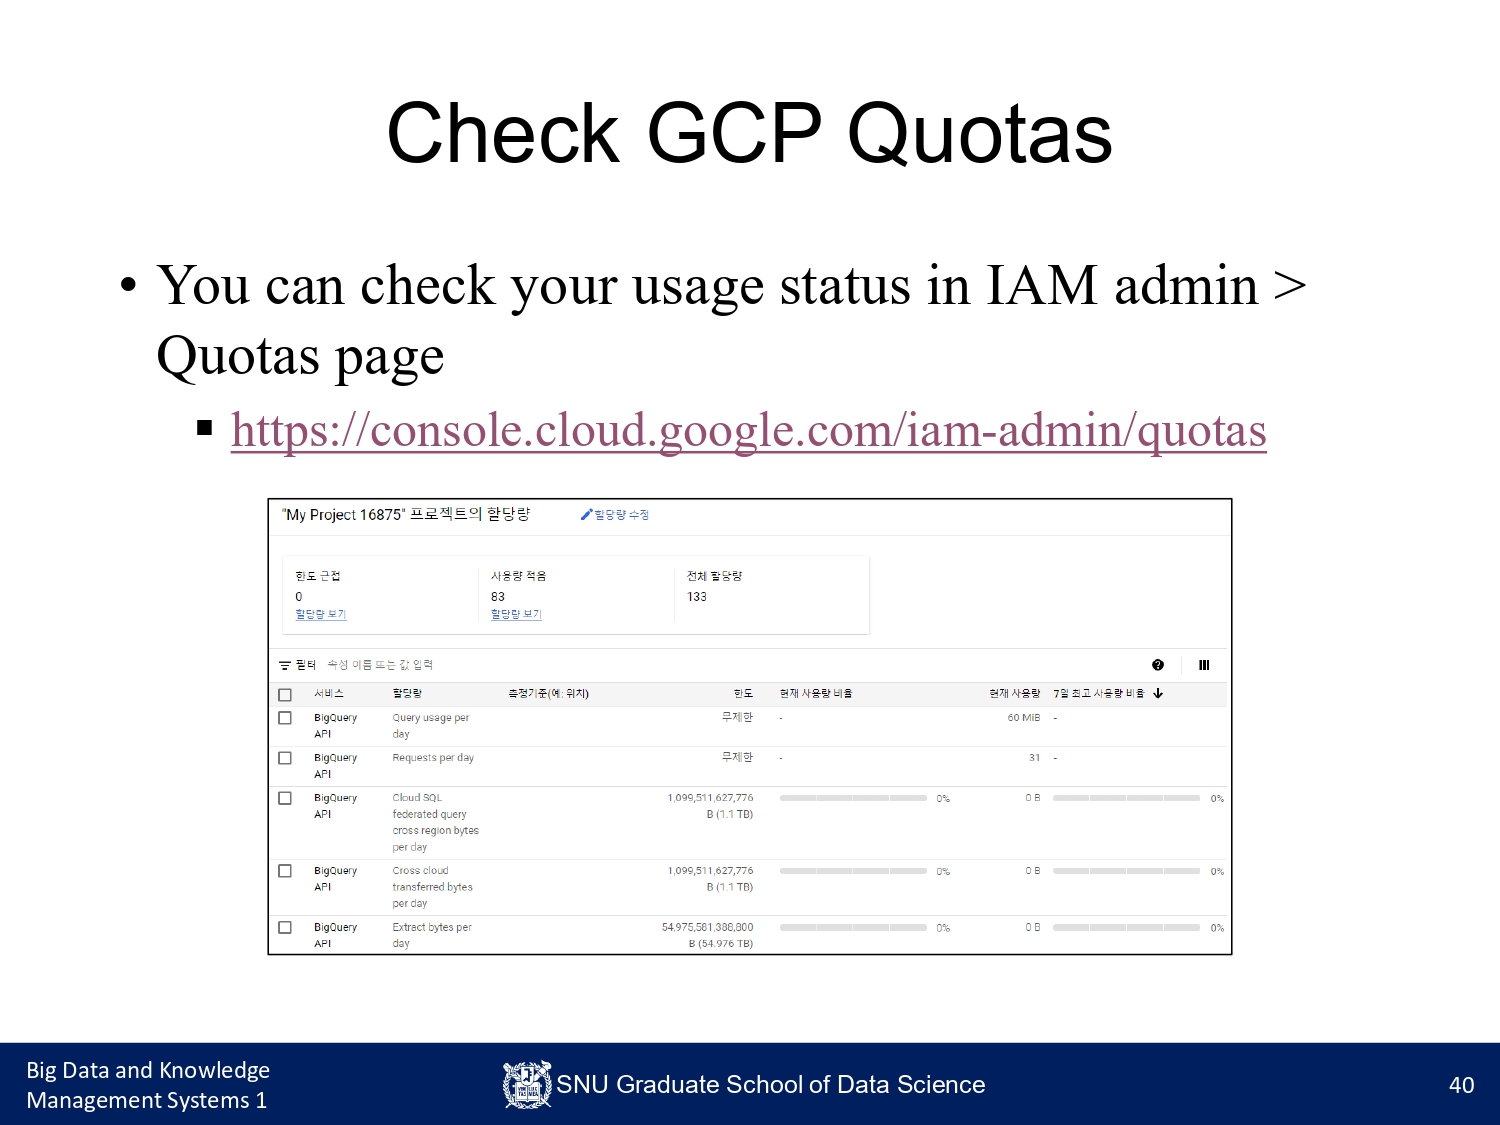 Check GCP Quotas
• You can check your usage status in IAM admin >
Quotas page
▪ https://console.cloud.google.com/iam-admin/quotas
"My Project 16875" 프로젝트의 할당량 할당량 수정
한도 근접 사용량 적음 전체 할당량
0 83 133
할당량 보기 할당량 보기
필터 속성 이름 또는 값 입력
서비스 할당량 측정기준(예: 위치) 한도 현재 사용량 비율 현재 사용량 7일 최고 사용량 비율
BigQuery Query usage per 무제한 - 60 MiB -
API day
BigQuery Requests per day 무제한 - 31 -
API
BigQuery Cloud SQL 1,099,511,627,776 0% 0 B 0%
API federated query B (1.1 TB)
cross region bytes
per day
BigQuery Cross cloud 1,099,511,627,776 0% 0 B 0%
API transferred bytes B (1.1 TB)
per day
BigQuery Extract bytes per 54,975,581,388,800 0% 0 B 0%
API day B (54.976 TB)
Big Data and Knowledge
Management Systems 1
SNU Graduate School of Data Science
40